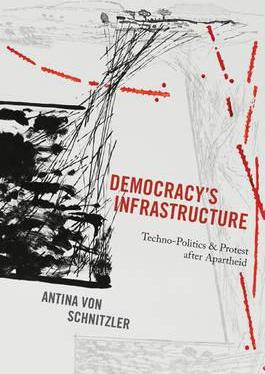 DEMOCRACY'S
INFRASTRUCTURE
Techno-Politics & Protest
after Apartheid
ANTINA VON
SCHNITZLER